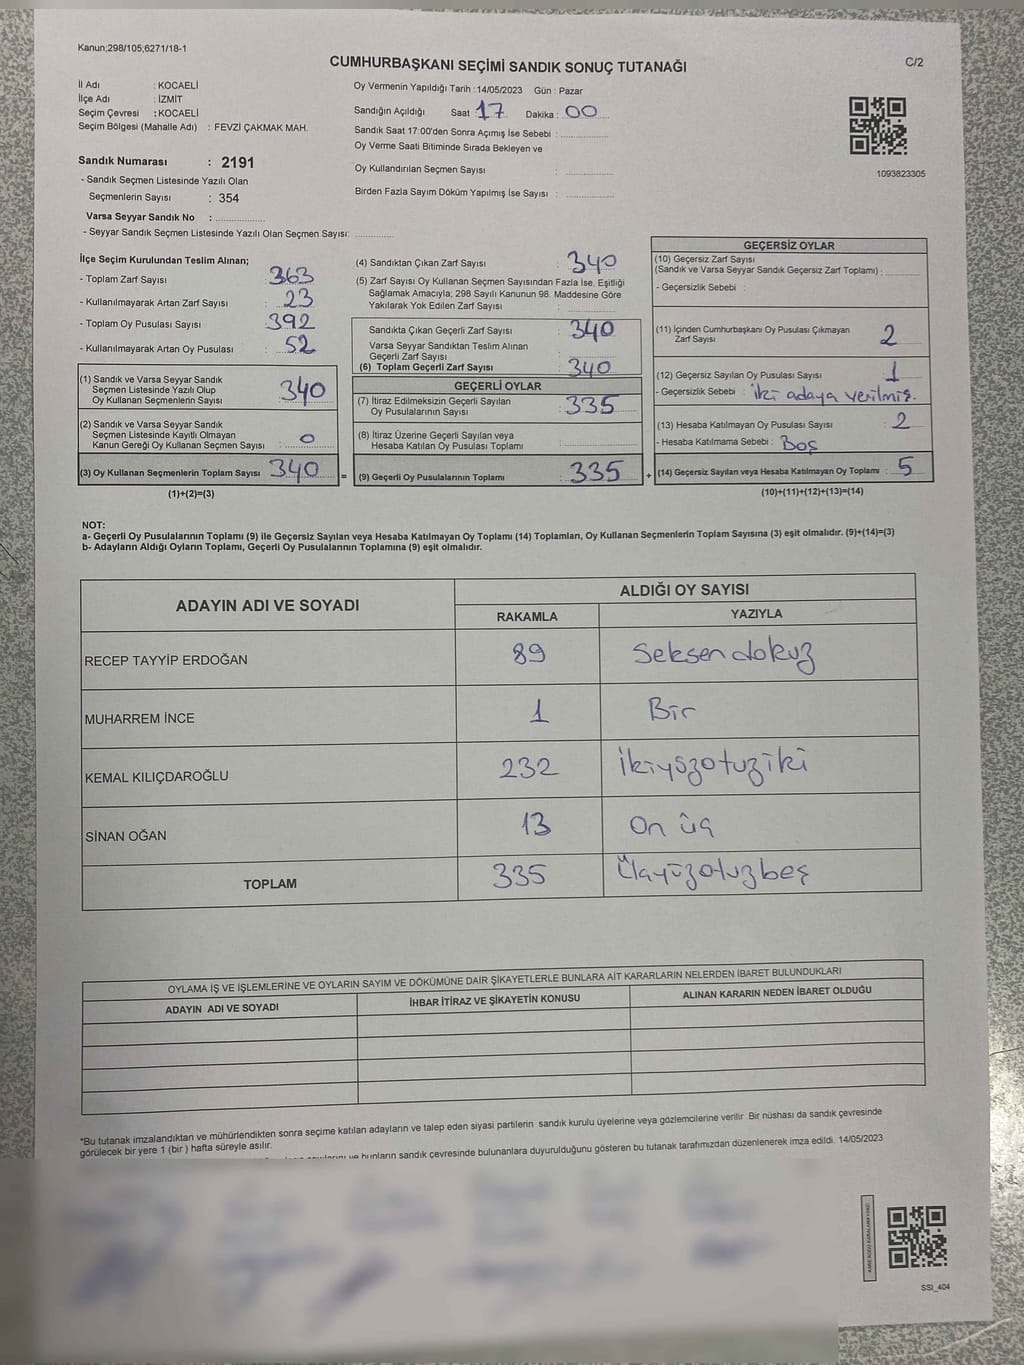 Kanun;298/105;6271/18-1
C/2
CUMHURBAŞKANI SEÇİMİ SANDIK SONUÇ TUTANAĞI
İl Adı : KOCAELİ
İlçe Adı : İZMİT
Seçim Çevresi : KOCAELİ
Seçim Bölgesi (Mahalle Adı) : FEVZİ ÇAKMAK MAH.
Sandık Numarası : 2191
- Sandık Seçmen Listesinde Yazılı Olan
Seçmenlerin Sayısı : 354
Varsa Seyyar Sandık No : ....................
- Seyyar Sandık Seçmen Listesinde Yazılı Olan Seçmen Sayısı: ...............
Oy Vermenin Yapıldığı Tarih : 14/05/2023 Gün : Pazar
Sandığın Açıldığı Saat 17 Dakika : 00
Sandık Saat 17:00'den Sonra Açımış İse Sebebi : ....................
Oy Verme Saati Bitiminde Sırada Bekleyen ve
Oy Kullandırılan Seçmen Sayısı : ....................
Birden Fazla Sayım Döküm Yapılmış İse Sayısı : ....................
1093823305
İlçe Seçim Kurulundan Teslim Alınan;
- Toplam Zarf Sayısı : 363
- Kullanılmayarak Artan Zarf Sayısı : 23
- Toplam Oy Pusulası Sayısı : 392
- Kullanılmayarak Artan Oy Pusulası : 52
(1) Sandık ve Varsa Seyyar Sandık
Seçmen Listesinde Yazılı Olup
Oy Kullanan Seçmenlerin Sayısı : 340
(2) Sandık ve Varsa Seyyar Sandık
Seçmen Listesinde Kayıtlı Olmayan
Kanun Gereği Oy Kullanan Seçmen Sayısı : 0
(3) Oy Kullanan Seçmenlerin Toplam Sayısı : 340 =
(1)+(2)=(3)
(4) Sandıktan Çıkan Zarf Sayısı : 340
(5) Zarf Sayısı Oy Kullanan Seçmen Sayısından Fazla İse, Eşitliği
Sağlamak Amacıyla; 298 Sayılı Kanunun 98. Maddesine Göre
Yakılarak Yok Edilen Zarf Sayısı : ....................
Sandıkta Çıkan Geçerli Zarf Sayısı : 340
Varsa Seyyar Sandıktan Teslim Alınan
Geçerli Zarf Sayısı : ....................
(6) Toplam Geçerli Zarf Sayısı : 340
GEÇERLİ OYLAR
(7) İtiraz Edilmeksizin Geçerli Sayılan
Oy Pusulalarının Sayısı : 335
(8) İtiraz Üzerine Geçerli Sayılan veya
Hesaba Katılan Oy Pusulası Toplamı : ....................
(9) Geçerli Oy Pusulalarının Toplamı : 335 +
GEÇERSİZ OYLAR
(10) Geçersiz Zarf Sayısı
(Sandık ve Varsa Seyyar Sandık Geçersiz Zarf Toplamı) : ............
- Geçersizlik Sebebi :
(11) İçinden Cumhurbaşkanı Oy Pusulası Çıkmayan
Zarf Sayısı : 2
(12) Geçersiz Sayılan Oy Pusulası Sayısı : 1
- Geçersizlik Sebebi : İki adaya verilmiş.
(13) Hesaba Katılmayan Oy Pusulası Sayısı : 2
- Hesaba Katılmama Sebebi : Boş
(14) Geçersiz Sayılan veya Hesaba Katılmayan Oy Toplamı : 5
(10)+(11)+(12)+(13)=(14)
NOT:
a- Geçerli Oy Pusulalarının Toplamı (9) ile Geçersiz Sayılan veya Hesaba Katılmayan Oy Toplamı (14) Toplamları, Oy Kullanan Seçmenlerin Toplam Sayısına (3) eşit olmalıdır. (9)+(14)=(3)
b- Adayların Aldığı Oyların Toplamı, Geçerli Oy Pusulalarının Toplamına (9) eşit olmalıdır.
ADAYIN ADI VE SOYADI
ALDIĞI OY SAYISI
RAKAMLA YAZIYLA
RECEP TAYYİP ERDOĞAN 89 Seksen dokuz
MUHARREM İNCE 1 Bir
KEMAL KILIÇDAROĞLU 232 İkiyüzotuziki
SİNAN OĞAN 13 On üç
TOPLAM 335 Üçyüzotuzbeş
OYLAMA İŞ VE İŞLEMLERİNE VE OYLARIN SAYIM VE DÖKÜMÜNE DAİR ŞİKAYETLERLE BUNLARA AİT KARARLARIN NELERDEN İBARET BULUNDUKLARI
ADAYIN ADI VE SOYADI İHBAR İTİRAZ VE ŞİKAYETİN KONUSU ALINAN KARARIN NEDEN İBARET OLDUĞU
*Bu tutanak imzalandıktan ve mühürlendikten sonra seçime katılan adayların ve talep eden siyasi partilerin sandık kurulu üyelerine veya gözlemcilerine verilir Bir nüshası da sandık çevresinde
görülecek bir yere 1 (bir ) hafta süreyle asılır.
ve bunların sandık çevresinde bulunanlara duyurulduğunu gösteren bu tutanak tarafımızdan düzenlenerek imza edildi. 14/05/2023
SSİ_404